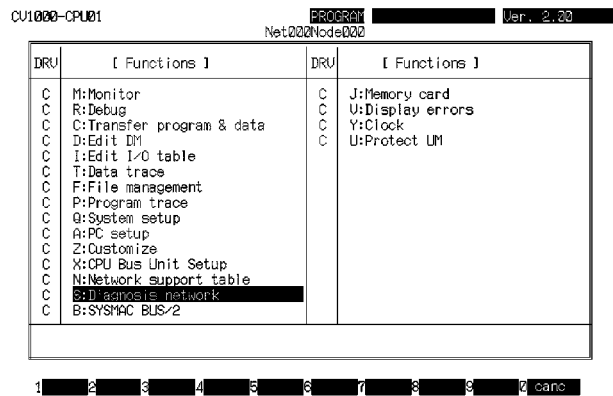 CV1000-CPU01 PROGRAM Ver. 2.00
Net000Node000
DRV [ Functions ] DRV [ Functions ]
C M:Monitor C J:Memory card
C R:Debug C V:Display errors
C C:Transfer program & data C Y:Clock
C D:Edit DM C U:Protect UM
C I:Edit I/O table
C T:Data trace
C F:File management
C P:Program trace
C Q:System setup
C A:PC setup
C Z:Customize
C X:CPU Bus Unit Setup
C N:Network support table
C S:Diagnosis network
C B:SYSMAC BUS/2
1 2 3 4 5 6 7 8 9 0 canc